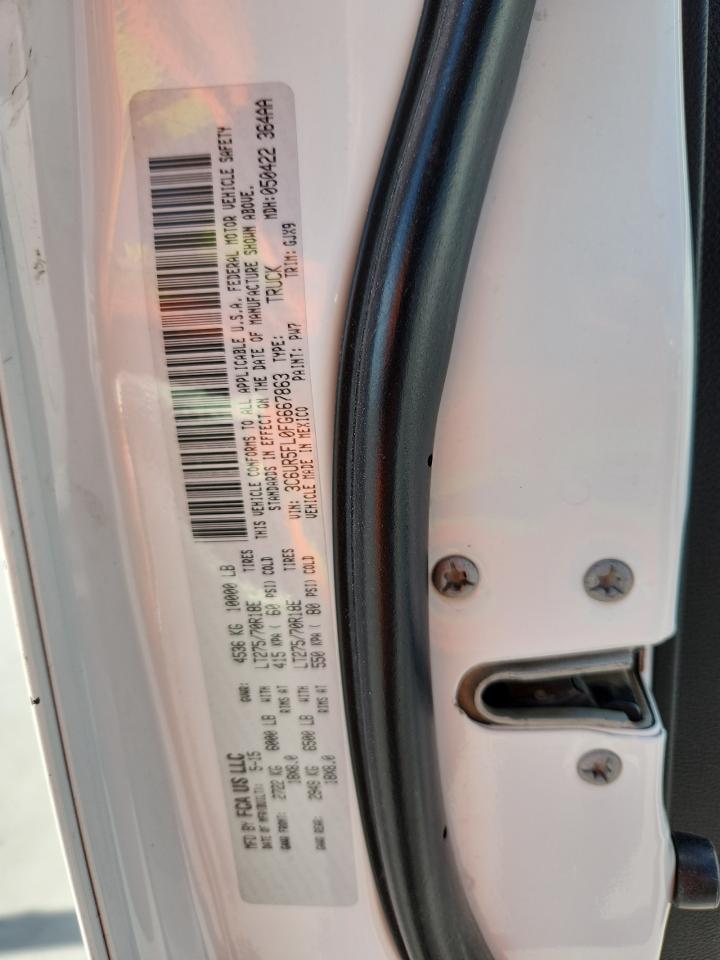 MFD BY FCA US LLC
DATE OF MFR(BUILT): 5-15 GVWR: 4536 KG 10000 LB
GAWR FRONT: 2722 KG 6000 LB WITH LT275/70R18E TIRES
18X8.0 RIMS AT 415 KPA ( 60 PSI) COLD
GAWR REAR: 2949 KG 6500 LB WITH LT275/70R18E TIRES
18X8.0 RIMS AT 550 KPA ( 80 PSI) COLD
THIS VEHICLE CONFORMS TO ALL APPLICABLE U.S.A. FEDERAL MOTOR VEHICLE SAFETY
STANDARDS IN EFFECT ON THE DATE OF MANUFACTURE SHOWN ABOVE.
VIN: 3C6UR5FL0FG667863 TYPE: TRUCK MDH:050422 364AA
VEHICLE MADE IN MEXICO PAINT: PW7 TRIM: GJX9